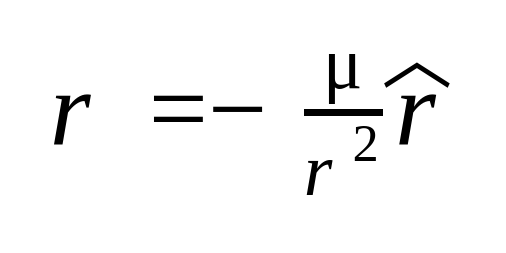 r = − μ/r² r̂